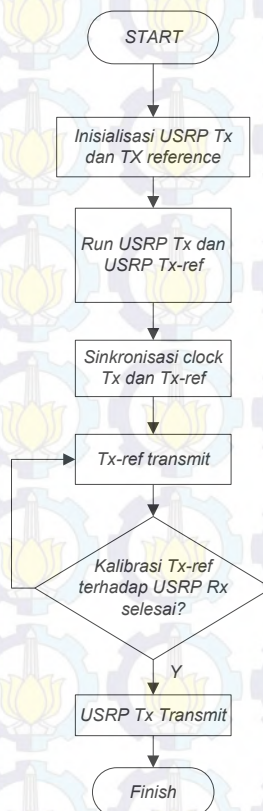 START
Inisialisasi USRP Tx
dan TX reference
Run USRP Tx dan
USRP Tx-ref
Sinkronisasi clock
Tx dan Tx-ref
Tx-ref transmit
Kalibrasi Tx-ref
terhadap USRP Rx
selesai?
Y
USRP Tx Transmit
Finish